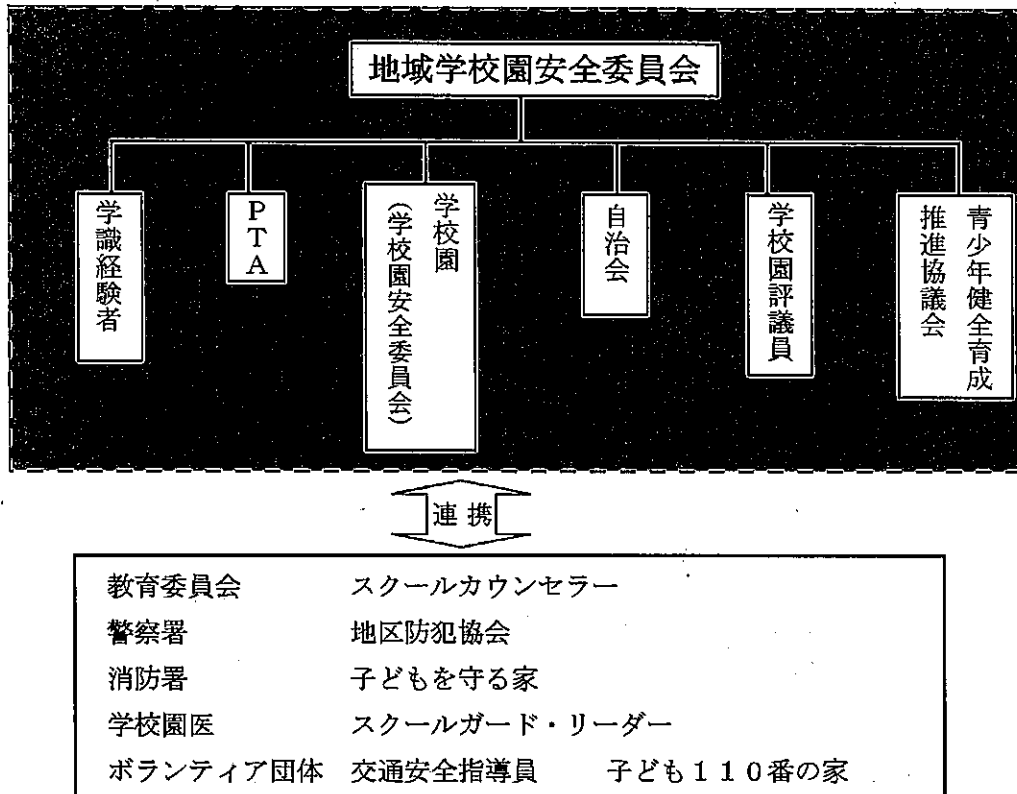 地域学校園安全委員会
学識経験者
PTA
学校園
(学校園安全委員会)
自治会
学校園評議員
青少年健全育成
推進協議会
連携
教育委員会 スクールカウンセラー
警察署 地区防犯協会
消防署 子どもを守る家
学校園医 スクールガード・リーダー
ボランティア団体 交通安全指導員 子ども110番の家